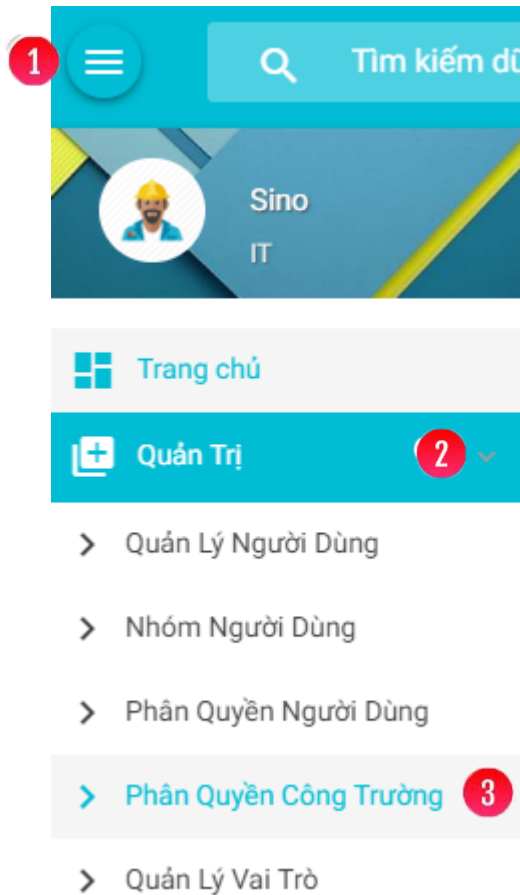 1
Tìm kiếm dũ
Sino
IT
Trang chủ
Quản Trị 2
Quản Lý Người Dùng
Nhóm Người Dùng
Phân Quyền Người Dùng
Phân Quyền Công Trường 3
Quản Lý Vai Trò